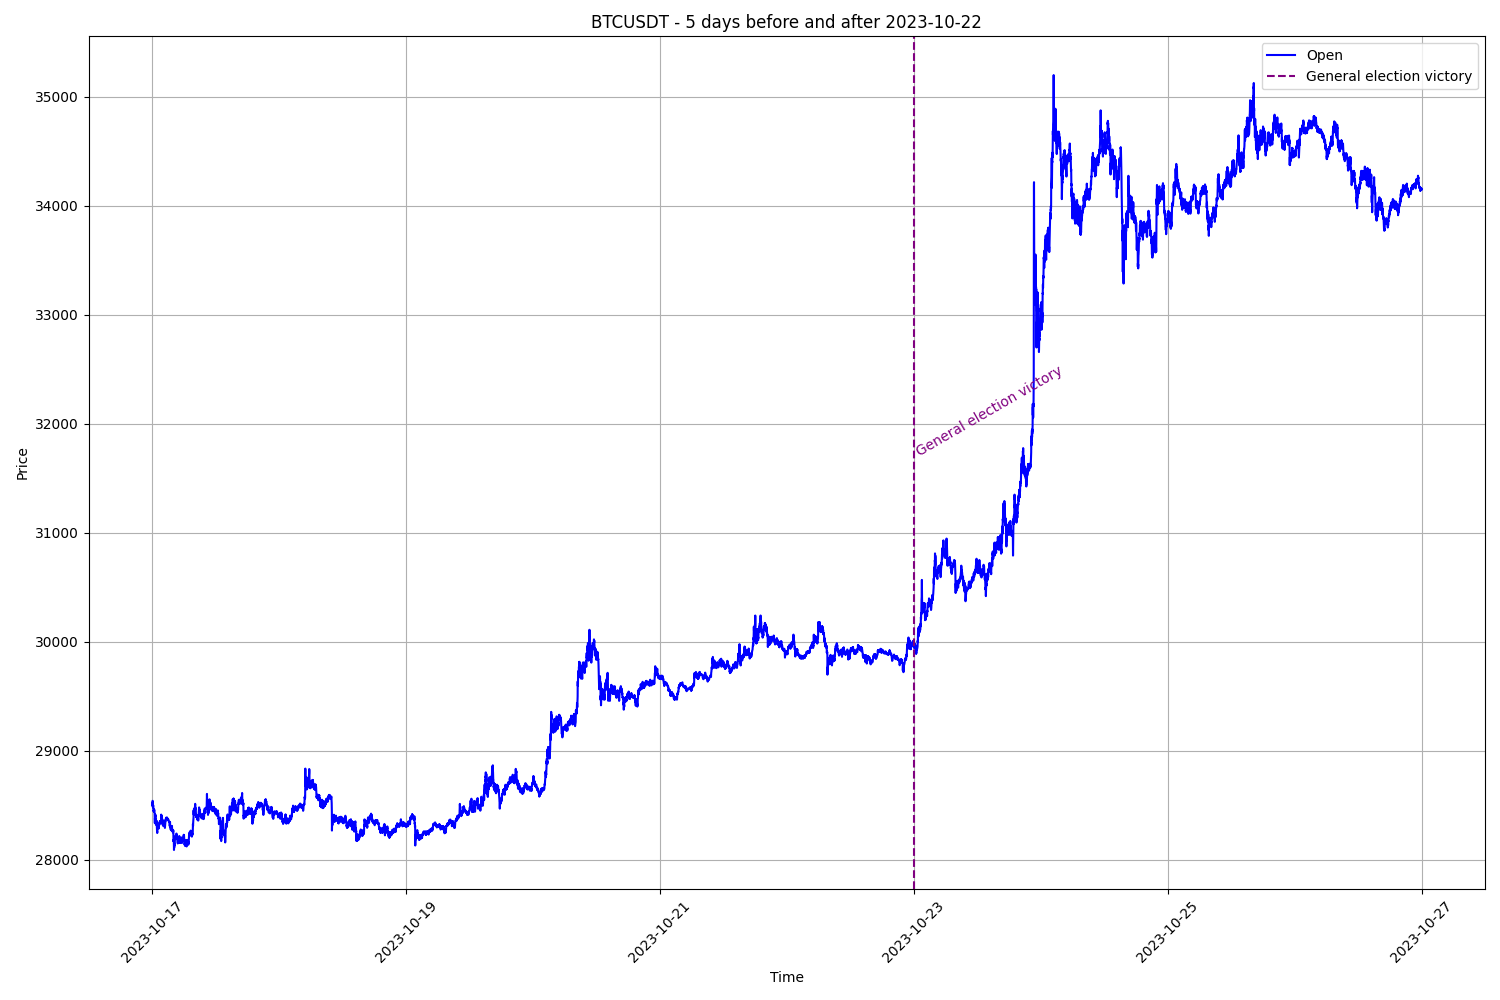 BTCUSDT - 5 days before and after 2023-10-22
Open
General election victory
35000
34000
33000
32000
31000
30000
29000
28000
Price
General election victory
2023-10-17
2023-10-19
2023-10-21
2023-10-23
2023-10-25
2023-10-27
Time